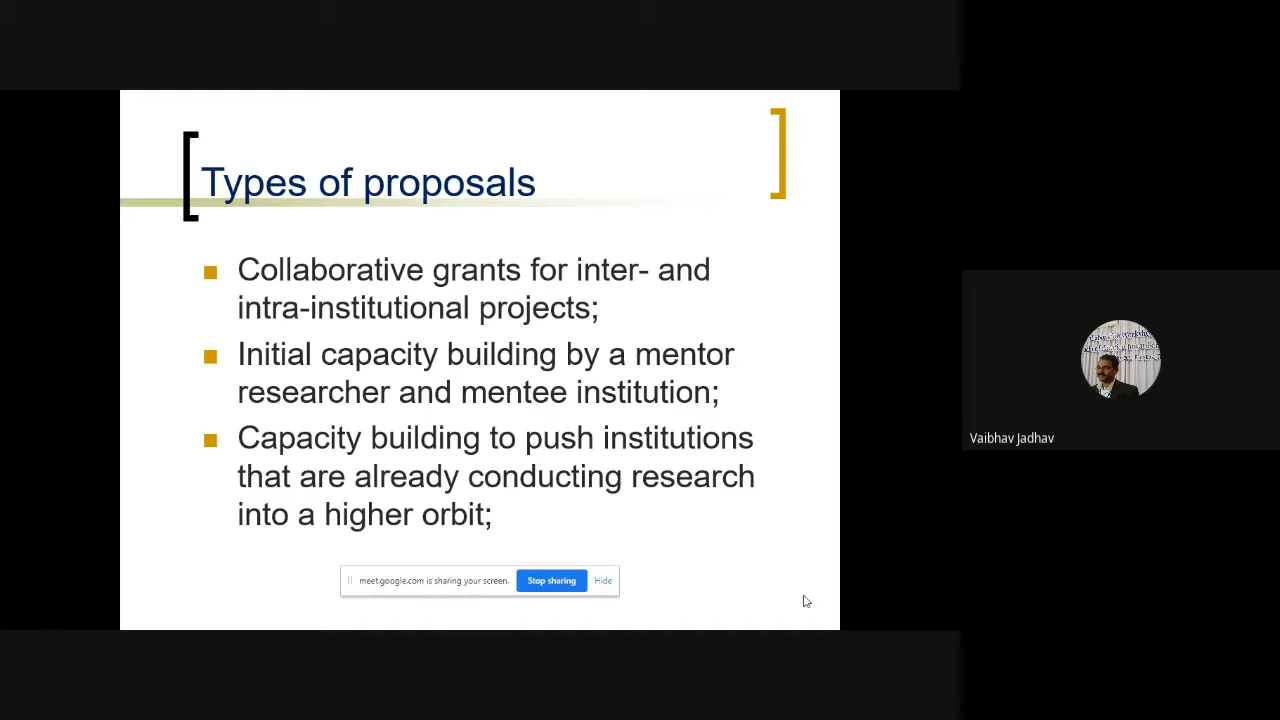 Types of proposals
Collaborative grants for inter- and
intra-institutional projects;
Initial capacity building by a mentor
researcher and mentee institution;
Capacity building to push institutions
that are already conducting research
into a higher orbit;
meet.google.com is sharing your screen.
Stop sharing
Hide
Vaibhav Jadhav